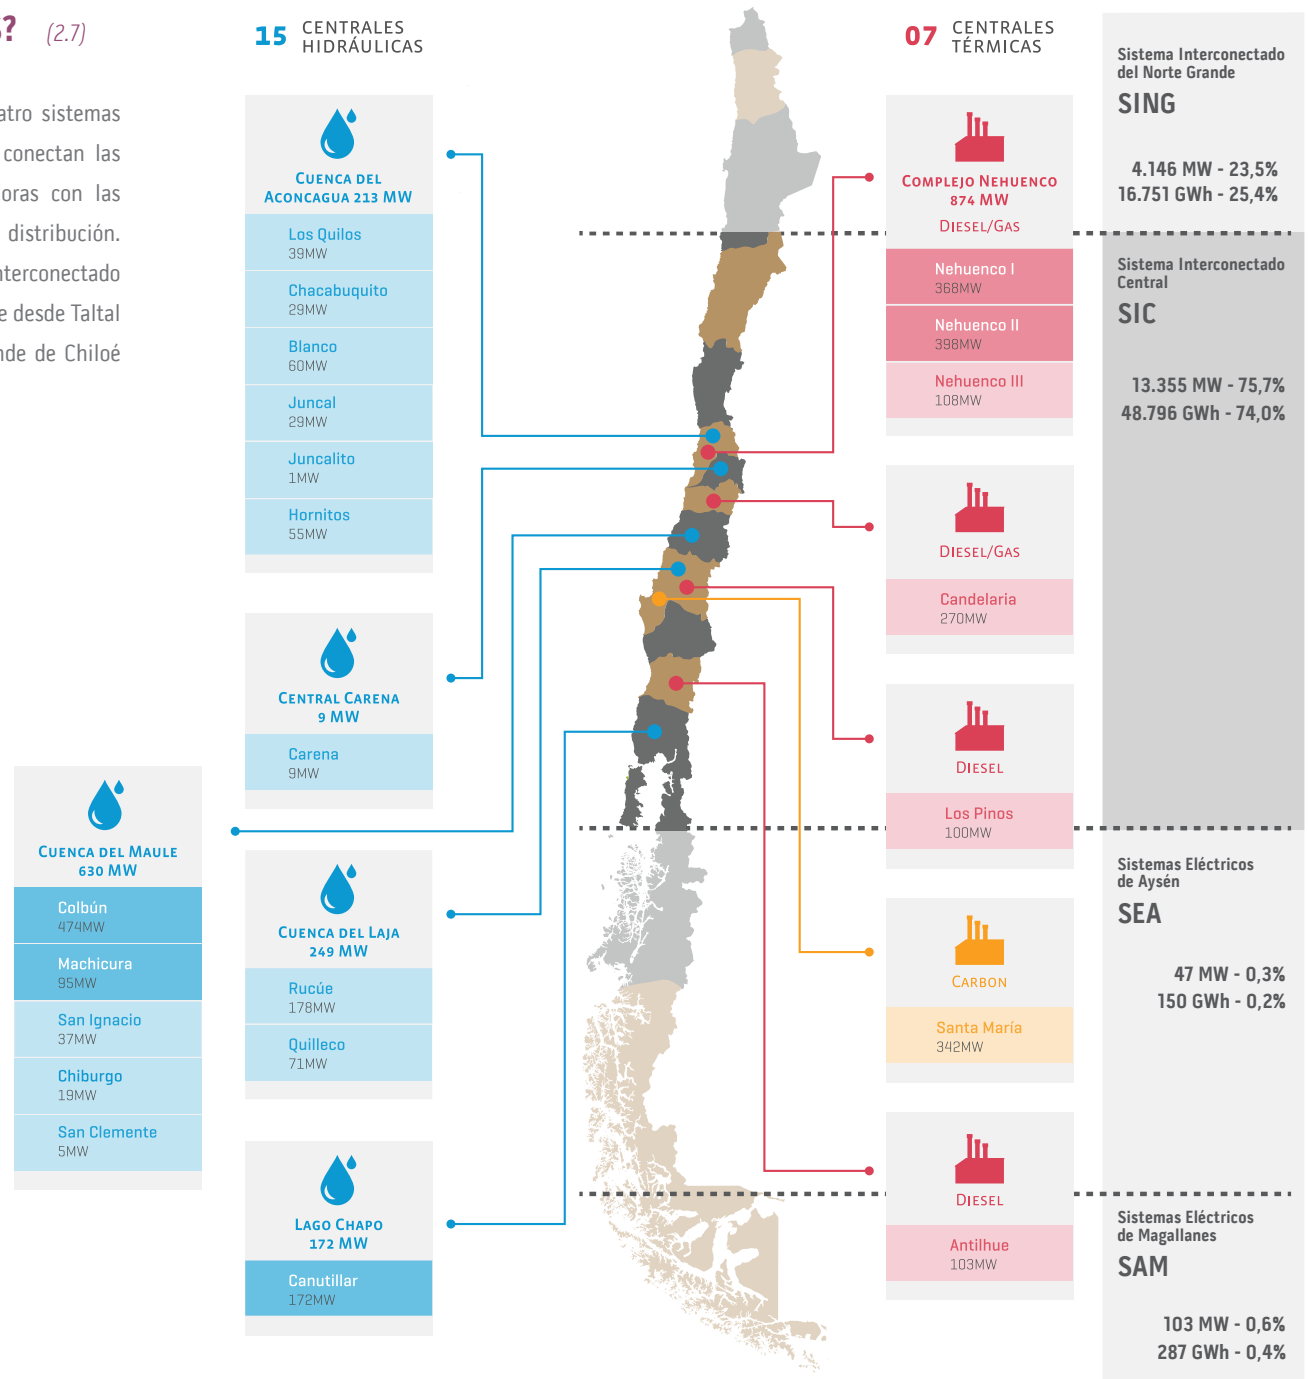 S? (2.7)
atro sistemas
conectan las
oras con las
distribución.
nterconectado
e desde Taltal
nde de Chiloé
15 CENTRALES
HIDRÁULICAS
CUENCA DEL
ACONCAGUA 213 MW
Los Quilos
39MW
Chacabuquito
29MW
Blanco
60MW
Juncal
29MW
Juncalito
1MW
Hornitos
55MW
CENTRAL CARENA
9 MW
Carena
9MW
CUENCA DEL MAULE
630 MW
Colbún
474MW
Machicura
95MW
San Ignacio
37MW
Chiburgo
19MW
San Clemente
5MW
CUENCA DEL LAJA
249 MW
Rucúe
178MW
Quilleco
71MW
LAGO CHAPO
172 MW
Canutillar
172MW
07 CENTRALES
TÉRMICAS
COMPLEJO NEHUENCO
874 MW
DIESEL/GAS
Nehuenco I
368MW
Nehuenco II
398MW
Nehuenco III
108MW
DIESEL/GAS
Candelaria
270MW
DIESEL
Los Pinos
100MW
CARBON
Santa María
342MW
DIESEL
Antilhue
103MW
Sistema Interconectado
del Norte Grande
SING
4.146 MW - 23,5%
16.751 GWh - 25,4%
Sistema Interconectado
Central
SIC
13.355 MW - 75,7%
48.796 GWh - 74,0%
Sistemas Eléctricos
de Aysén
SEA
47 MW - 0,3%
150 GWh - 0,2%
Sistemas Eléctricos
de Magallanes
SAM
103 MW - 0,6%
287 GWh - 0,4%